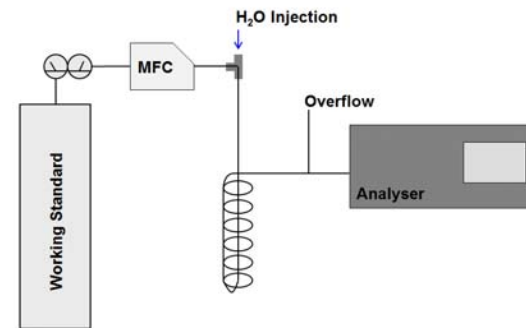 H₂O Injection
MFC
Overflow
Analyser
Working Standard